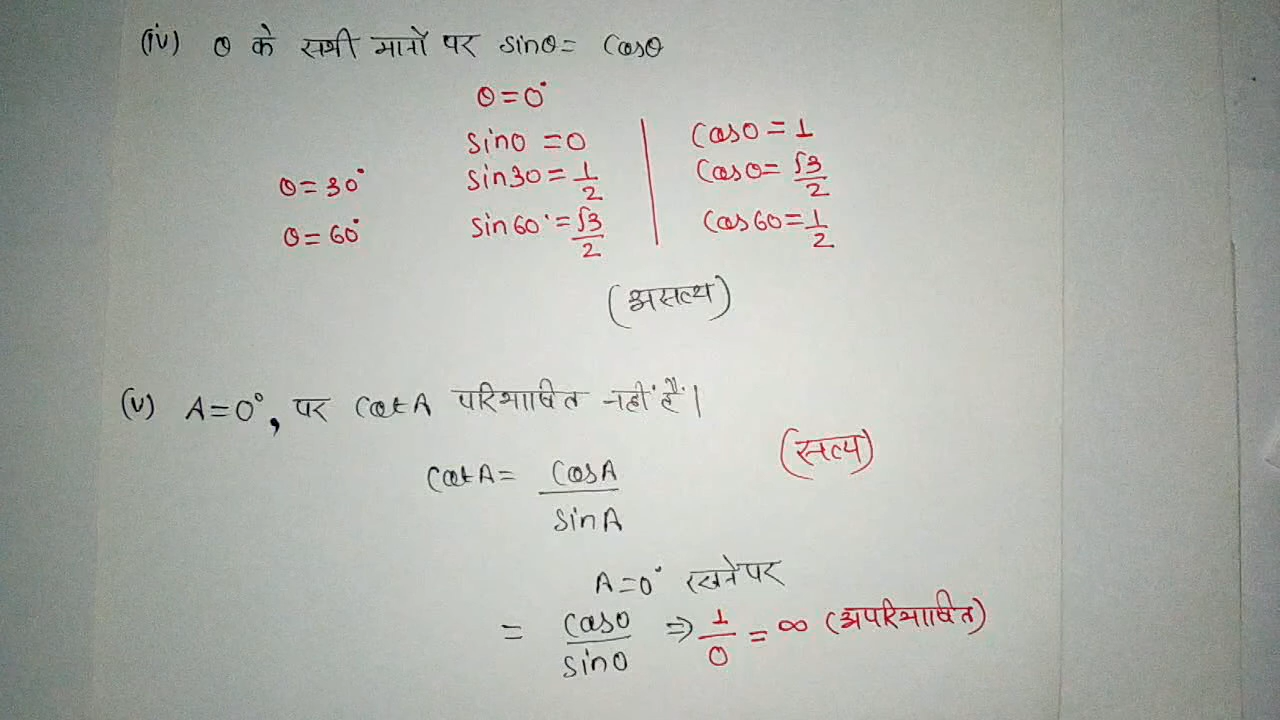 (iv) θ के सभी मानों पर sinθ = cosθ
θ = 0°
sin0 = 0 | cos0 = 1
θ = 30° sin30 = 1/2 | cosθ = √3/2
θ = 60° sin60° = √3/2 | cos60 = 1/2
(असत्य)
(v) A = 0°, पर cotA परिभाषित नहीं है।
(सत्य)
cotA = cosA/sinA
A = 0° रखने पर
= cos0/sin0 ⇒ 1/0 = ∞ (अपरिभाषित)